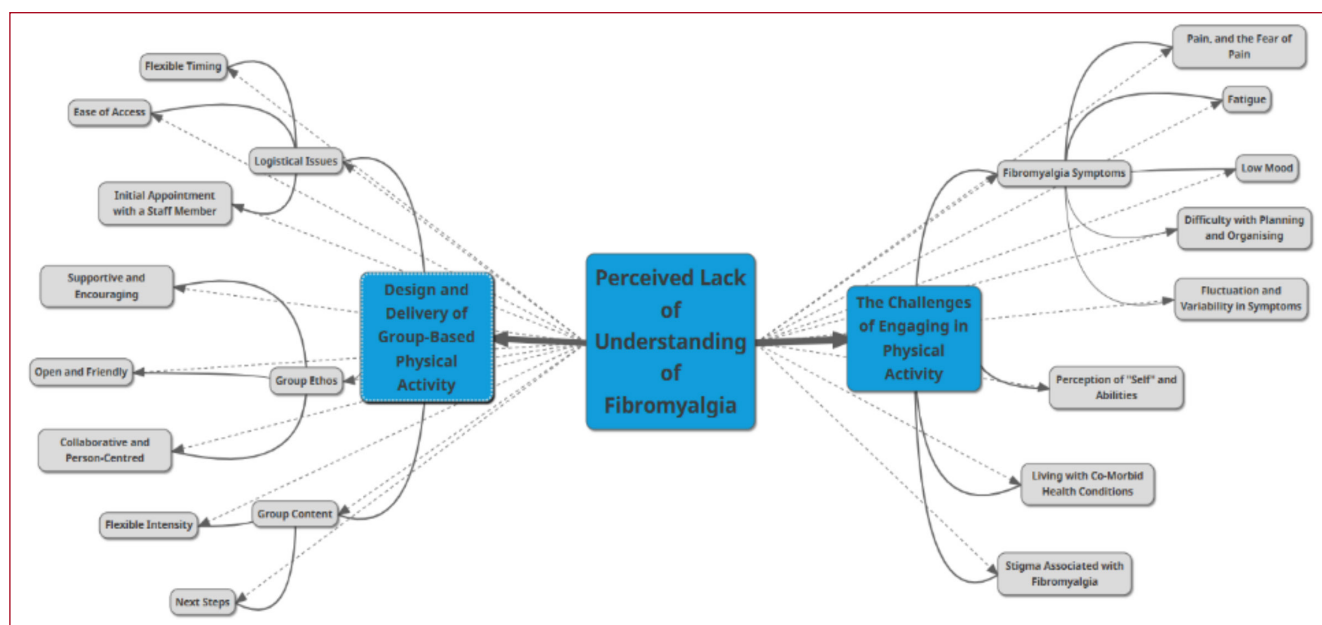 Flexible Timing
Ease of Access
Logistical Issues
Initial Appointment
with a Staff Member
Supportive and
Encouraging
Open and Friendly
Group Ethos
Collaborative and
Person-Centred
Flexible Intensity
Group Content
Next Steps
Design and
Delivery of
Group-Based
Physical
Activity
Perceived Lack
of
Understanding
of
Fibromyalgia
The Challenges
of Engaging in
Physical
Activity
Pain, and the Fear of
Pain
Fatigue
Fibromyalgia Symptoms
Low Mood
Difficulty with Planning
and Organising
Fluctuation and
Variability in Symptoms
Perception of "Self" and
Abilities
Living with Co-Morbid
Health Conditions
Stigma Associated with
Fibromyalgia